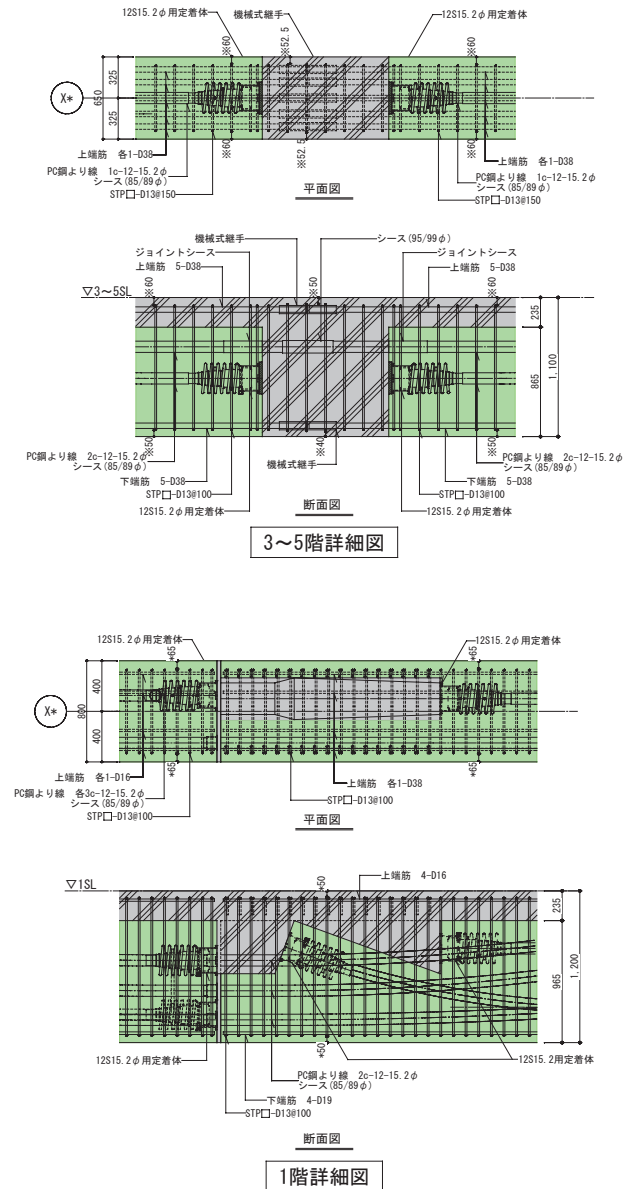 12S15.2φ用定着体
機械式継手
12S15.2φ用定着体
※60
※52.5
※60
X*
650
325
325
※60
※52.5
※60
上端筋 各1-D38
上端筋 各1-D38
PC鋼より線 1c-12-15.2φ
シース(85/89φ)
PC鋼より線 1c-12-15.2φ
シース(85/89φ)
STP□-D13@150
STP□-D13@150
平面図
機械式継手
シース(95/99φ)
ジョイントシース
ジョイントシース
上端筋 5-D38
上端筋 5-D38
▽3~5SL
※60
※50
※60
235
865
1,100
※50
※40
※50
PC鋼より線 2c-12-15.2φ
シース(85/89φ)
機械式継手
PC鋼より線 2c-12-15.2φ
シース(85/89φ)
下端筋 5-D38
下端筋 5-D38
STP□-D13@100
STP□-D13@100
12S15.2φ用定着体
断面図
12S15.2φ用定着体
3~5階詳細図
12S15.2φ用定着体
*65
*65
12S15.2φ用定着体
X*
400
400
*65
*65
上端筋 各1-D16
上端筋 各1-D38
PC鋼より線 各3c-12-15.2φ
シース(85/89φ)
STP□-D13@100
STP□-D13@100
平面図
上端筋 4-D16
▽1SL
*50
235
965
1,200
12S15.2φ用定着体
*50
12S15.2用定着体
PC鋼より線 2c-12-15.2φ
シース(85/89φ)
下端筋 4-D19
STP□-D13@100
断面図
1階詳細図